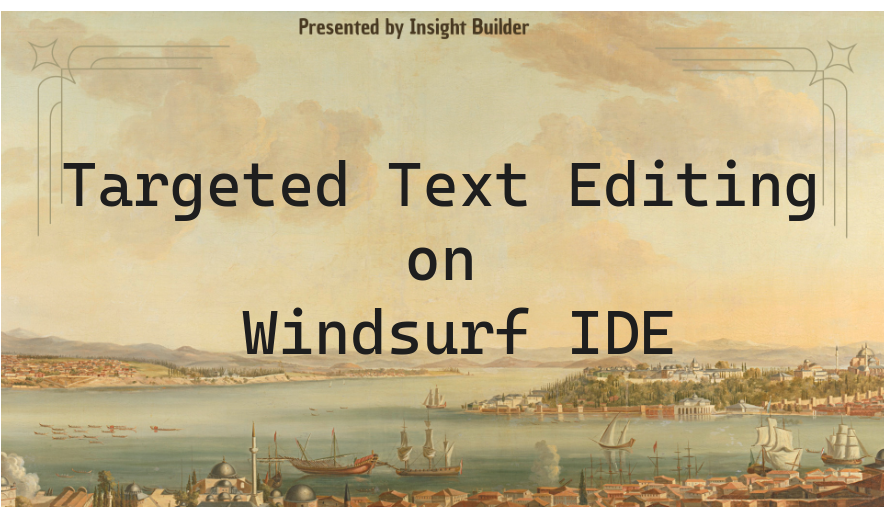 Presented by Insight Builder
Targeted Text Editing
on
Windsurf IDE